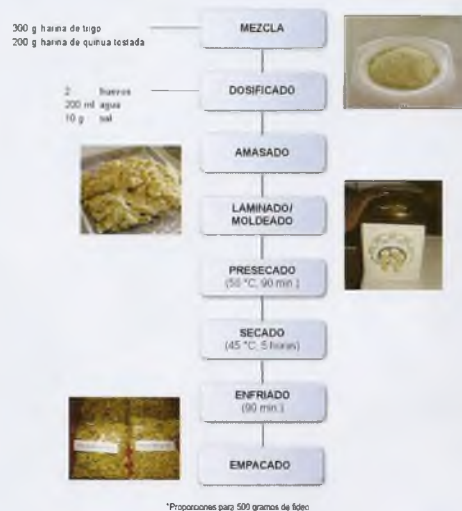 300 g harina de trigo
200 g harina de quinua tostada
MEZCLA
2 huevos
200 ml agua
10 g sal
DOSIFICADO
AMASADO
LAMINADO/
MOLDEADO
PRESECADO
(50 °C, 90 min.)
SECADO
(45 °C, 5 horas)
ENFRIADO
(90 min.)
EMPACADO
*Proporciones para 500 gramos de fideo